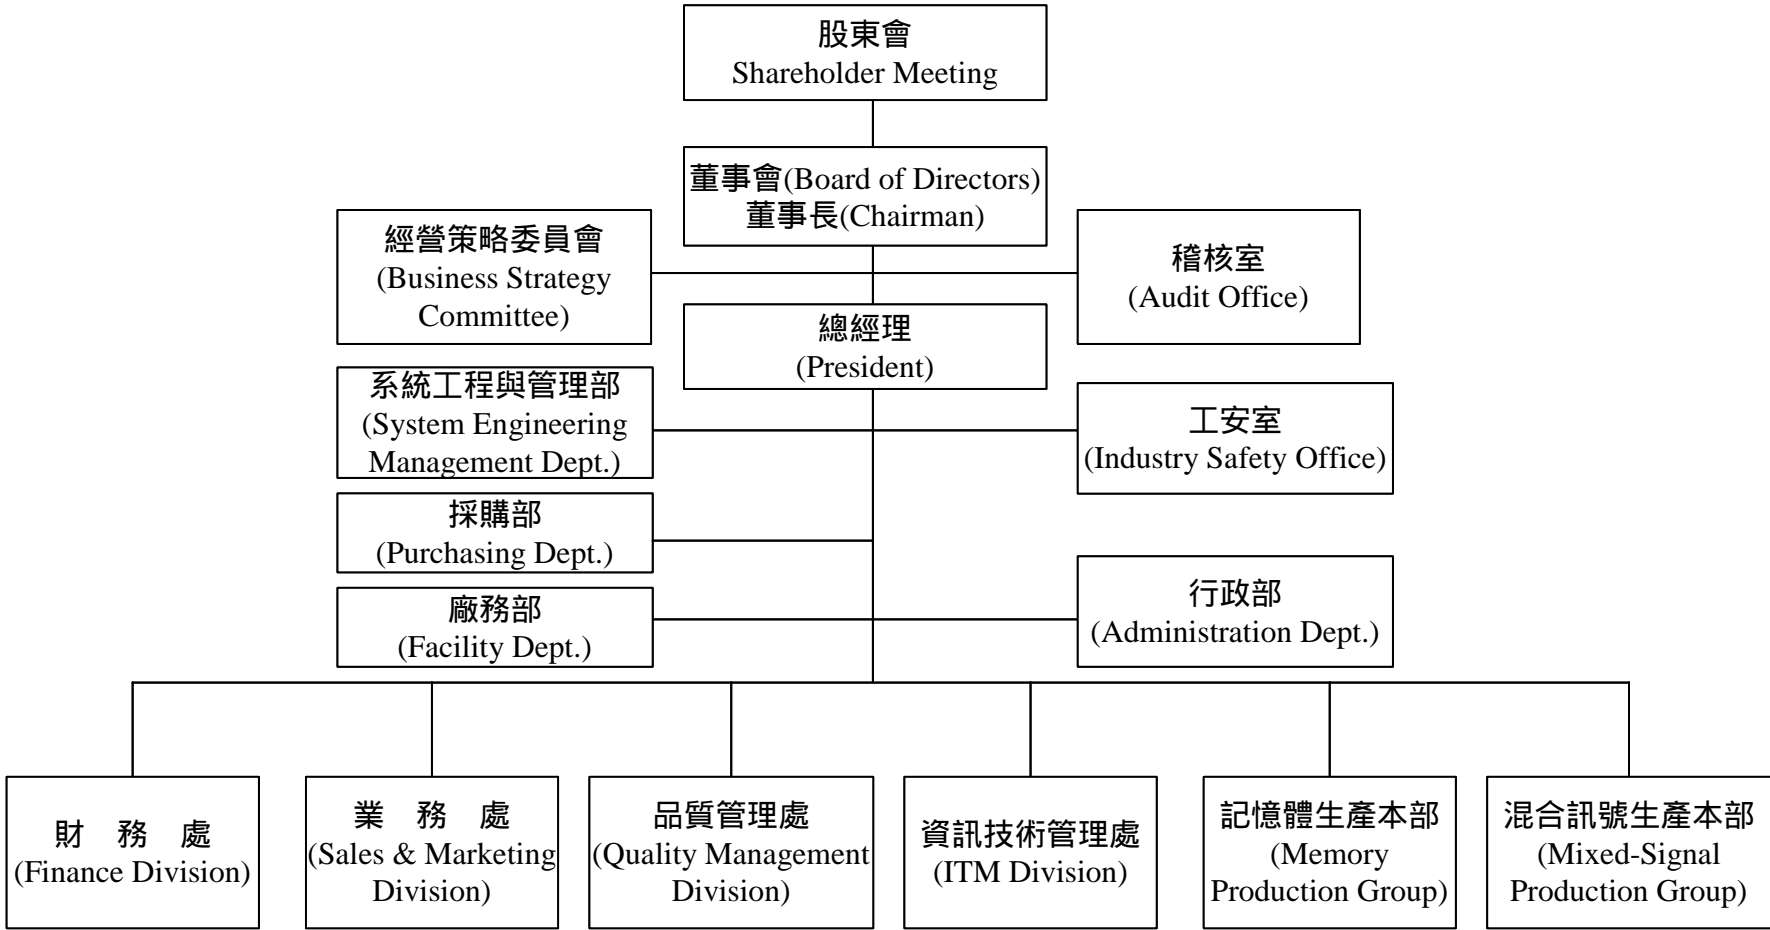 股東會
Shareholder Meeting
董事會(Board of Directors)
董事長(Chairman)
經營策略委員會
(Business Strategy
Committee)
稽核室
(Audit Office)
總經理
(President)
系統工程與管理部
(System Engineering
Management Dept.)
工安室
(Industry Safety Office)
採購部
(Purchasing Dept.)
廠務部
(Facility Dept.)
行政部
(Administration Dept.)
財 務 處
(Finance Division)
業 務 處
(Sales & Marketing
Division)
品質管理處
(Quality Management
Division)
資訊技術管理處
(ITM Division)
記憶體生產本部
(Memory
Production Group)
混合訊號生產本部
(Mixed-Signal
Production Group)